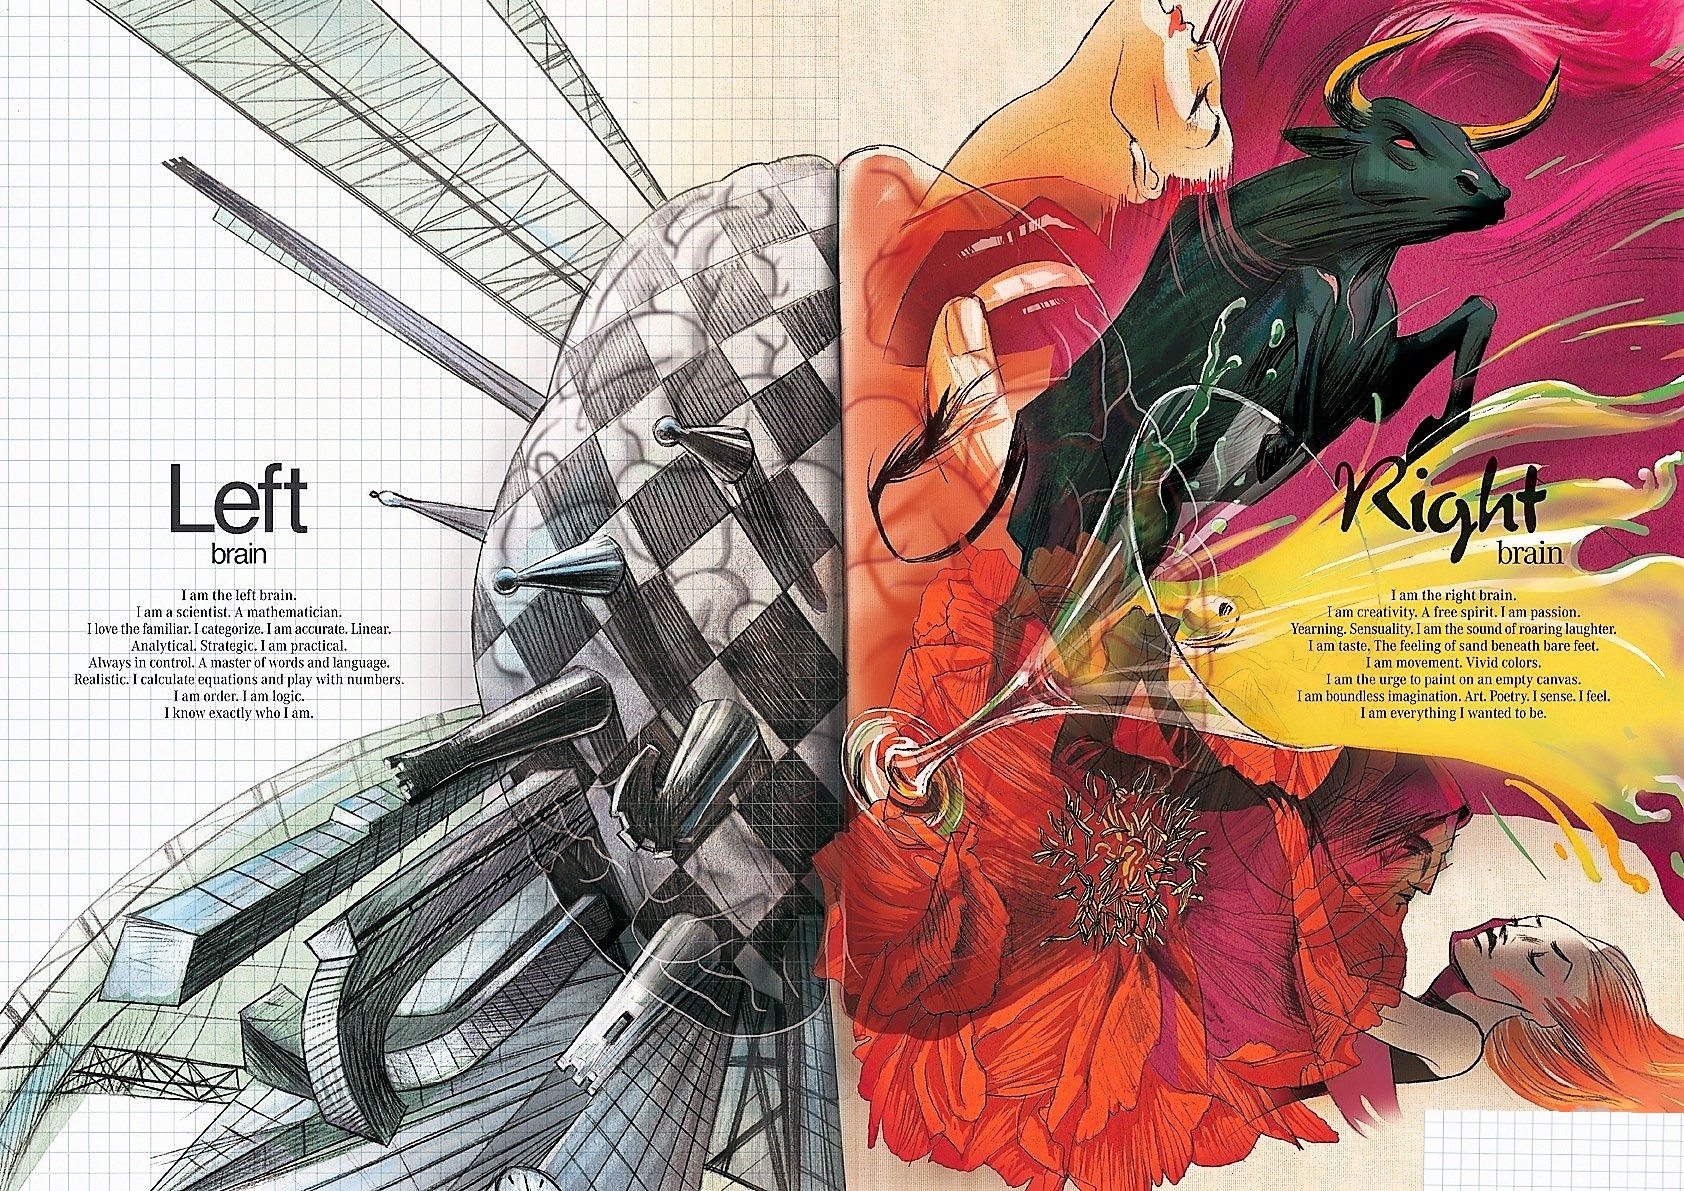 Left
brain
I am the left brain.
I am a scientist. A mathematician.
I love the familiar. I categorize. I am accurate. Linear.
Analytical. Strategic. I am practical.
Always in control. A master of words and language.
Realistic. I calculate equations and play with numbers.
I am order. I am logic.
I know exactly who I am.
Right
brain
I am the right brain.
I am creativity. A free spirit. I am passion.
Yearning. Sensuality. I am the sound of roaring laughter.
I am taste. The feeling of sand beneath bare feet.
I am movement. Vivid colors.
I am the urge to paint on an empty canvas.
I am boundless imagination. Art. Poetry. I sense. I feel.
I am everything I wanted to be.